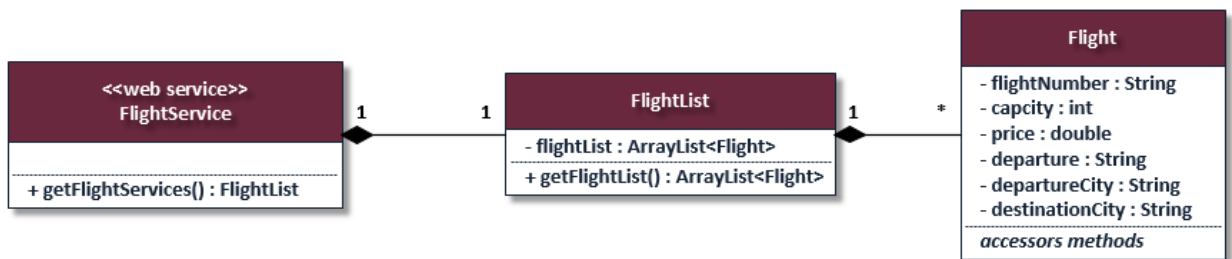 <<web service>>
FlightService
+ getFlightServices() : FlightList
1
1
FlightList
- flightList : ArrayList<Flight>
+ getFlightList() : ArrayList<Flight>
1
*
Flight
- flightNumber : String
- capcity : int
- price : double
- departure : String
- departureCity : String
- destinationCity : String
accessors methods